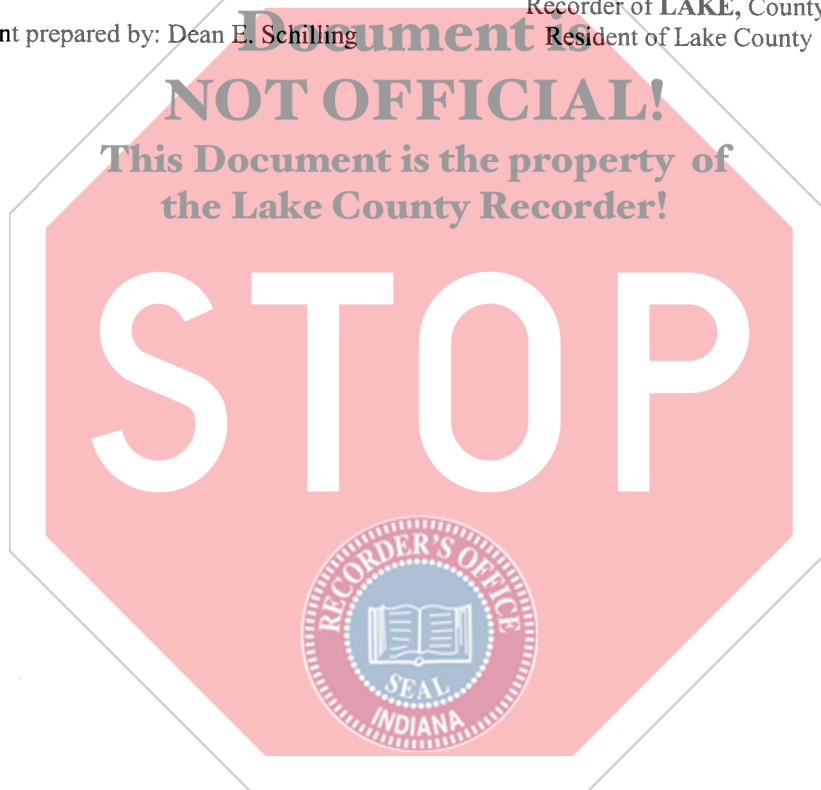 Recorder of LAKE, County
nt prepared by: Dean E. Schilling
Resident of Lake County
Document is
NOT OFFICIAL!
This Document is the property of
the Lake County Recorder!
STOP
RECORDER'S OFFICE
SEAL
INDIANA